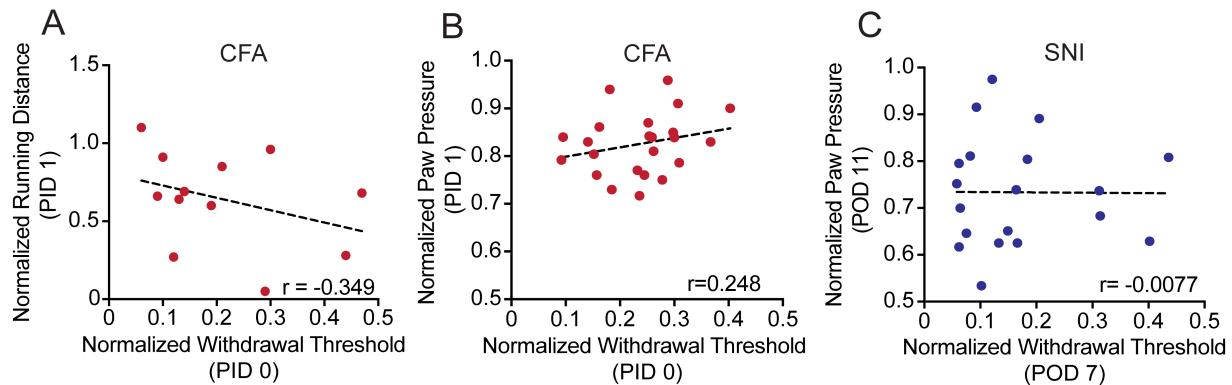 A
CFA
Normalized Running Distance
(PID 1)
1.5
1.0
0.5
0
r = -0.349
0 0.1 0.2 0.3 0.4 0.5
Normalized Withdrawal Threshold
(PID 0)
B
CFA
Normalized Paw Pressure
(PID 1)
1.0
0.9
0.8
0.7
0.6
0.5
r=0.248
0 0.1 0.2 0.3 0.4 0.5
Normalized Withdrawal Threshold
(PID 0)
C
SNI
Normalized Paw Pressure
(POD 11)
1.0
0.9
0.8
0.7
0.6
0.5
r= -0.0077
0 0.1 0.2 0.3 0.4 0.5
Normalized Withdrawal Threshold
(POD 7)